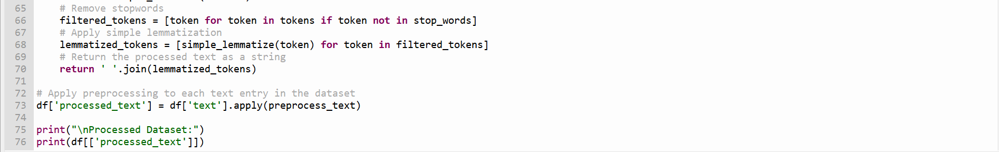 65 # Remove stopwords
66 filtered_tokens = [token for token in tokens if token not in stop_words]
67 # Apply simple lemmatization
68 lemmatized_tokens = [simple_lemmatize(token) for token in filtered_tokens]
69 # Return the processed text as a string
70 return ' '.join(lemmatized_tokens)
71
72 # Apply preprocessing to each text entry in the dataset
73 df['processed_text'] = df['text'].apply(preprocess_text)
74
75 print("\nProcessed Dataset:")
76 print(df[['processed_text']])